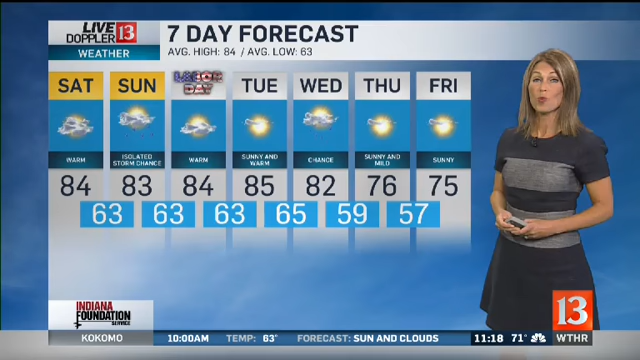 LIVE
DOPPLER 13
WEATHER
7 DAY FORECAST
AVG. HIGH: 84 / AVG. LOW: 63
SAT SUN LABOR DAY TUE WED THU FRI
WARM ISOLATED STORM CHANCE WARM SUNNY AND WARM CHANCE SUNNY AND MILD SUNNY
84 83 84 85 82 76 75
63 63 63 65 59 57
INDIANA
FOUNDATION
SERVICE
13
KOKOMO 10:00AM TEMP: 63° FORECAST: SUN AND CLOUDS 11:18 71° WTHR